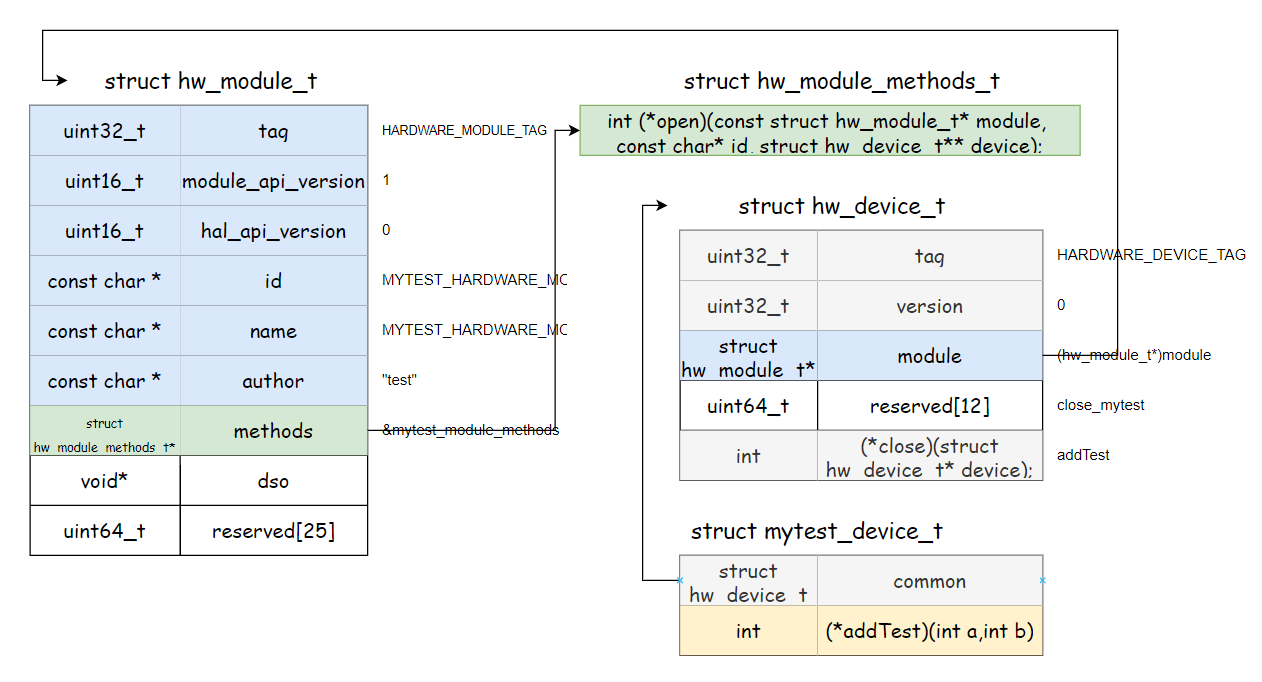 struct hw_module_t
uint32_t tag HARDWARE_MODULE_TAG
uint16_t module_api_version 1
uint16_t hal_api_version 0
const char * id MYTEST_HARDWARE_MO
const char * name MYTEST_HARDWARE_MO
const char * author "test"
struct
hw_module_methods_t* methods &mytest_module_methods
void* dso
uint64_t reserved[25]
struct hw_module_methods_t
int (*open)(const struct hw_module_t* module,
const char* id, struct hw_device_t** device);
struct hw_device_t
uint32_t tag HARDWARE_DEVICE_TAG
uint32_t version 0
struct
hw_module_t* module (hw_module_t*)module
uint64_t reserved[12] close_mytest
int (*close)(struct
hw_device_t* device); addTest
struct mytest_device_t
struct
hw_device_t common
int (*addTest)(int a,int b)